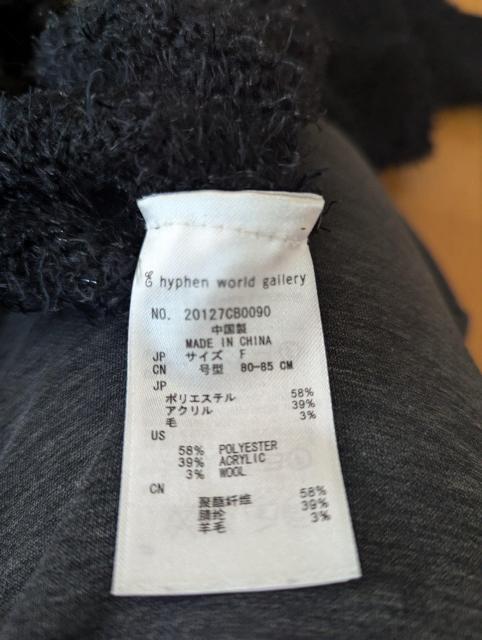 E hyphen world gallery
NO. 20127CB0090
中国製
MADE IN CHINA
JP サイズ F
CN 号型 80-85 CM
JP
ポリエステル 58%
アクリル 39%
毛 3%
US
58% POLYESTER
39% ACRYLIC
3% WOOL
CN
聚酯纤维 58%
腈纶 39%
羊毛 3%